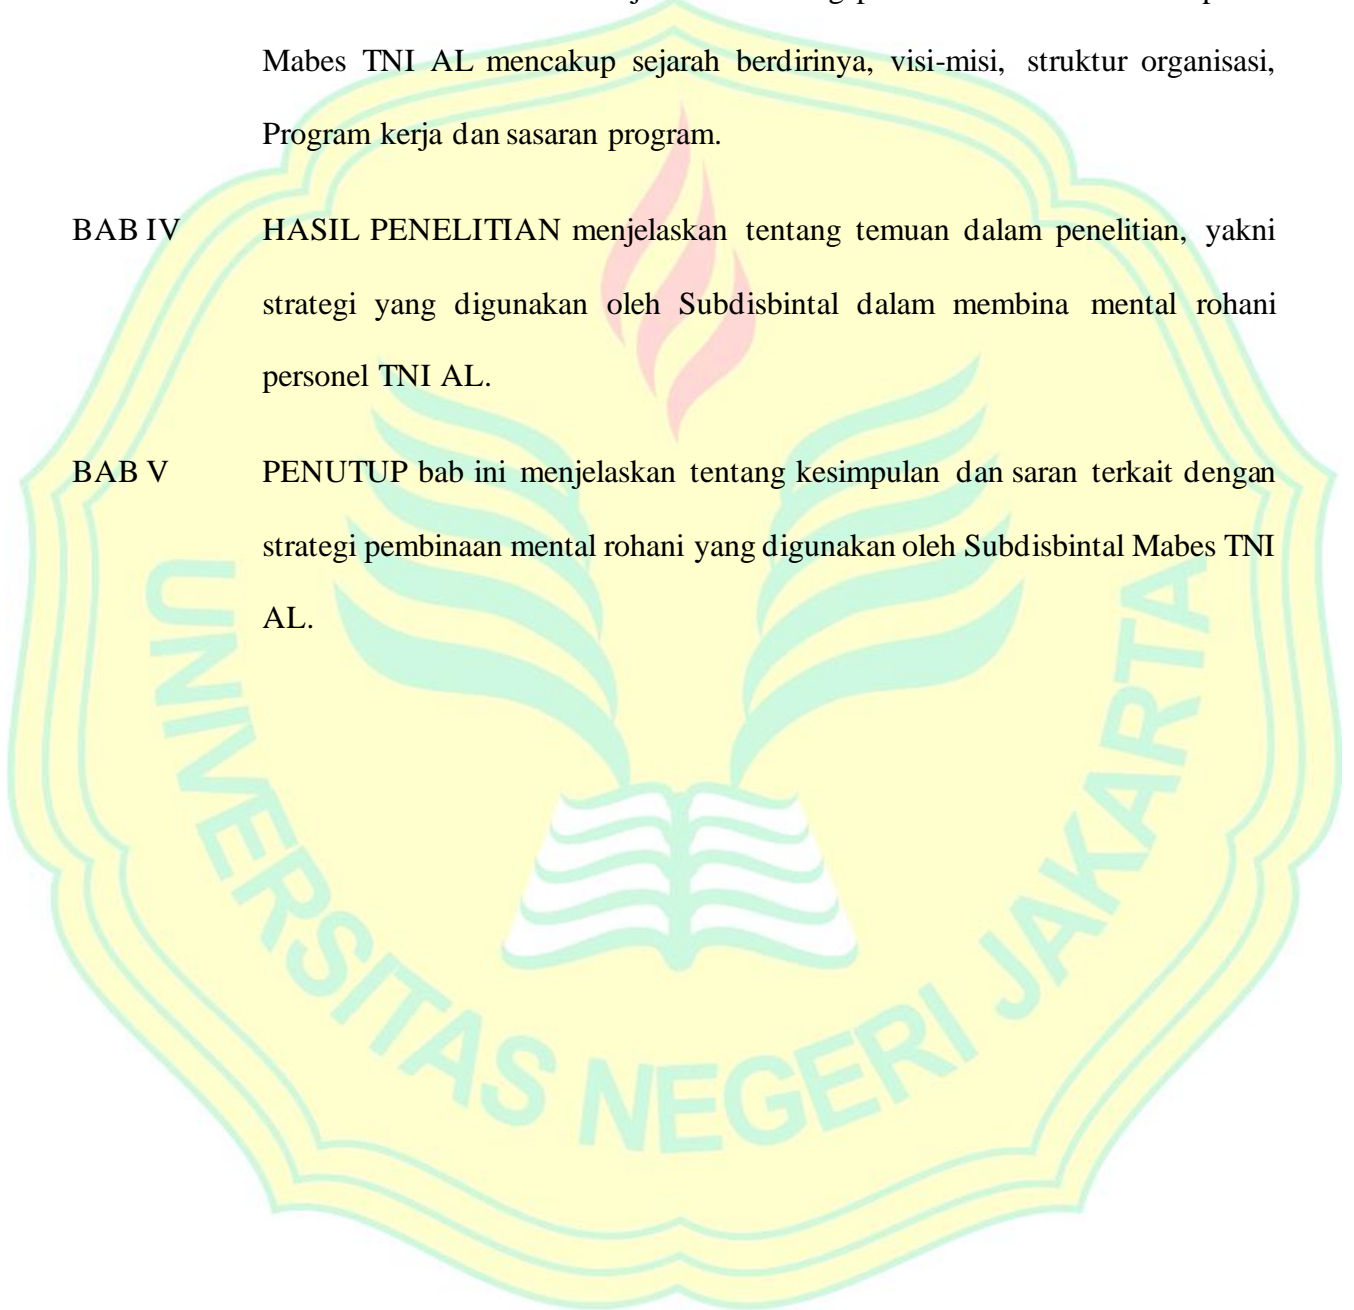 Mabes TNI AL mencakup sejarah berdirinya, visi-misi, struktur organisasi,
Program kerja dan sasaran program.
BAB IV HASIL PENELITIAN menjelaskan tentang temuan dalam penelitian, yakni
strategi yang digunakan oleh Subdisbintal dalam membina mental rohani
personel TNI AL.
BAB V PENUTUP bab ini menjelaskan tentang kesimpulan dan saran terkait dengan
strategi pembinaan mental rohani yang digunakan oleh Subdisbintal Mabes TNI
AL.
UNIVERSITAS NEGERI JAKARTA